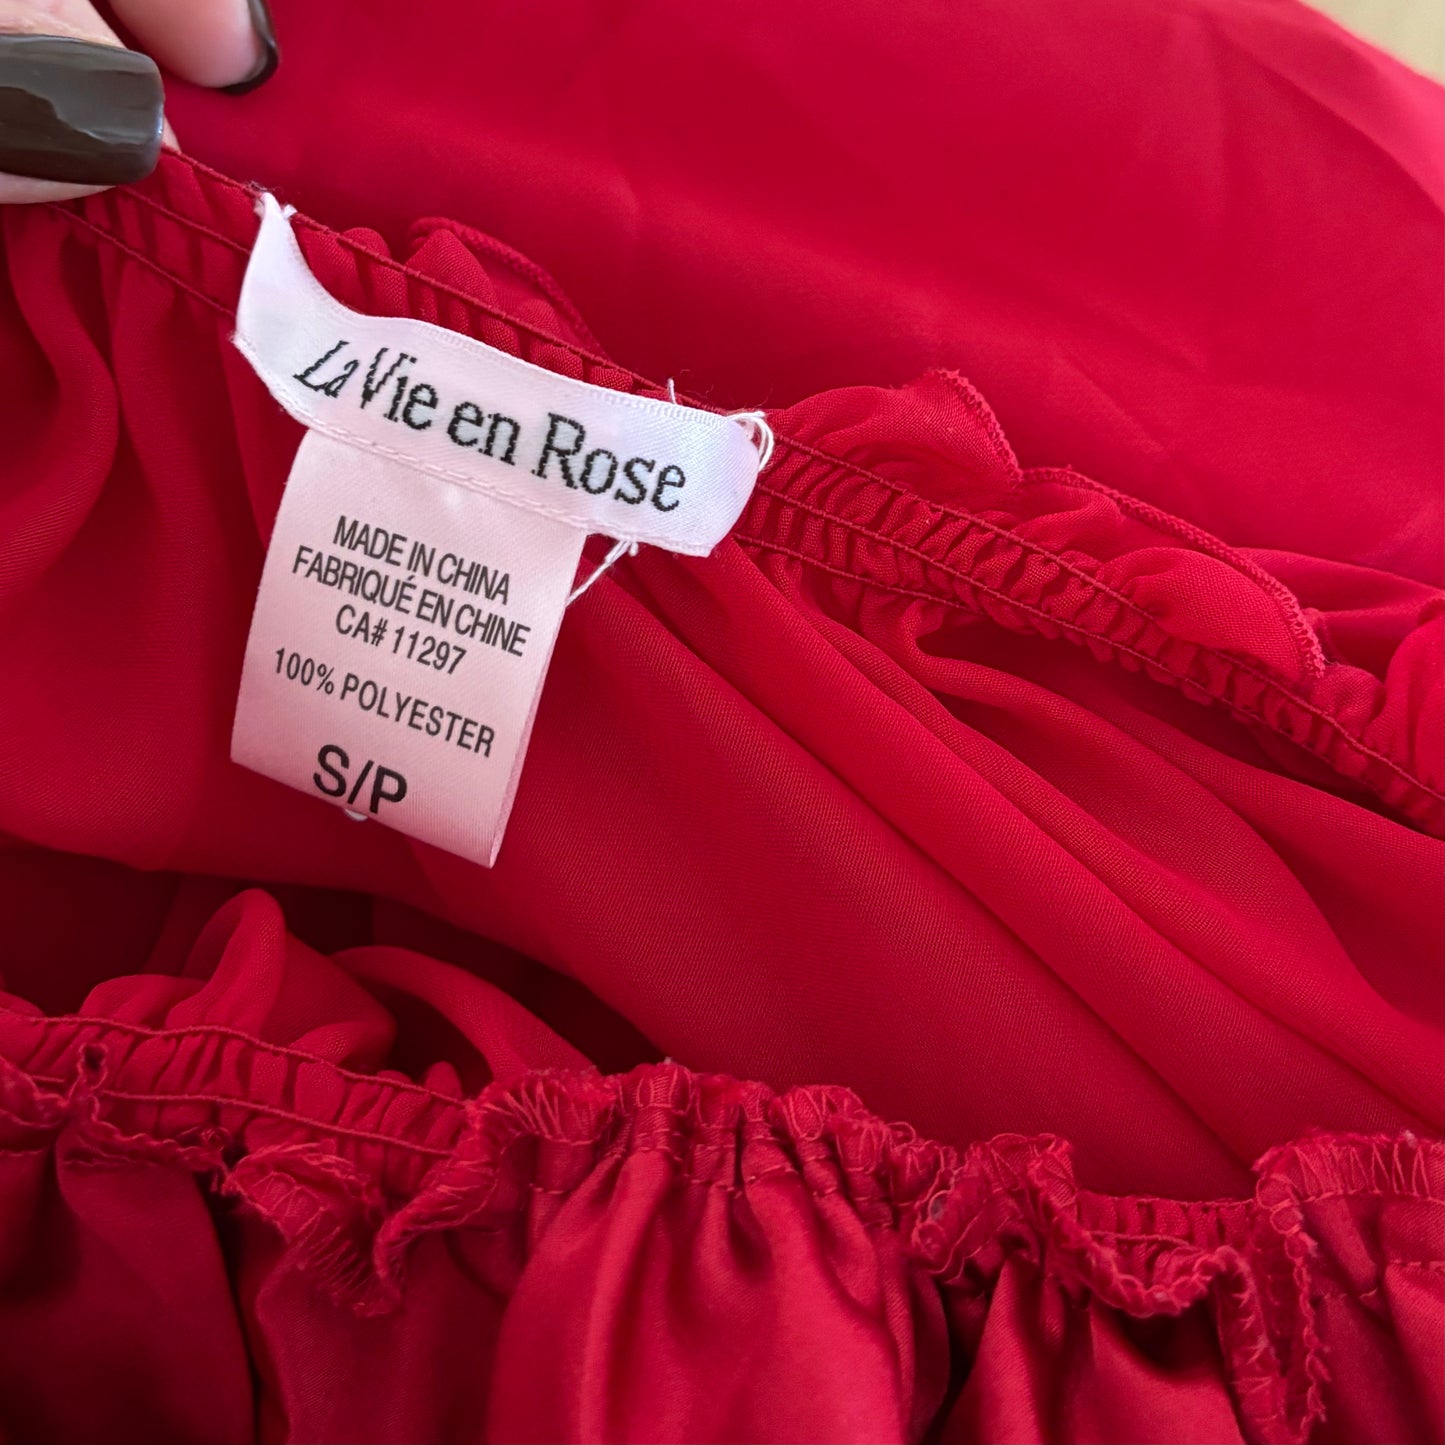 La Vie en Rose
MADE IN CHINA
FABRIQUÉ EN CHINE
CA# 11297
100% POLYESTER
S/P